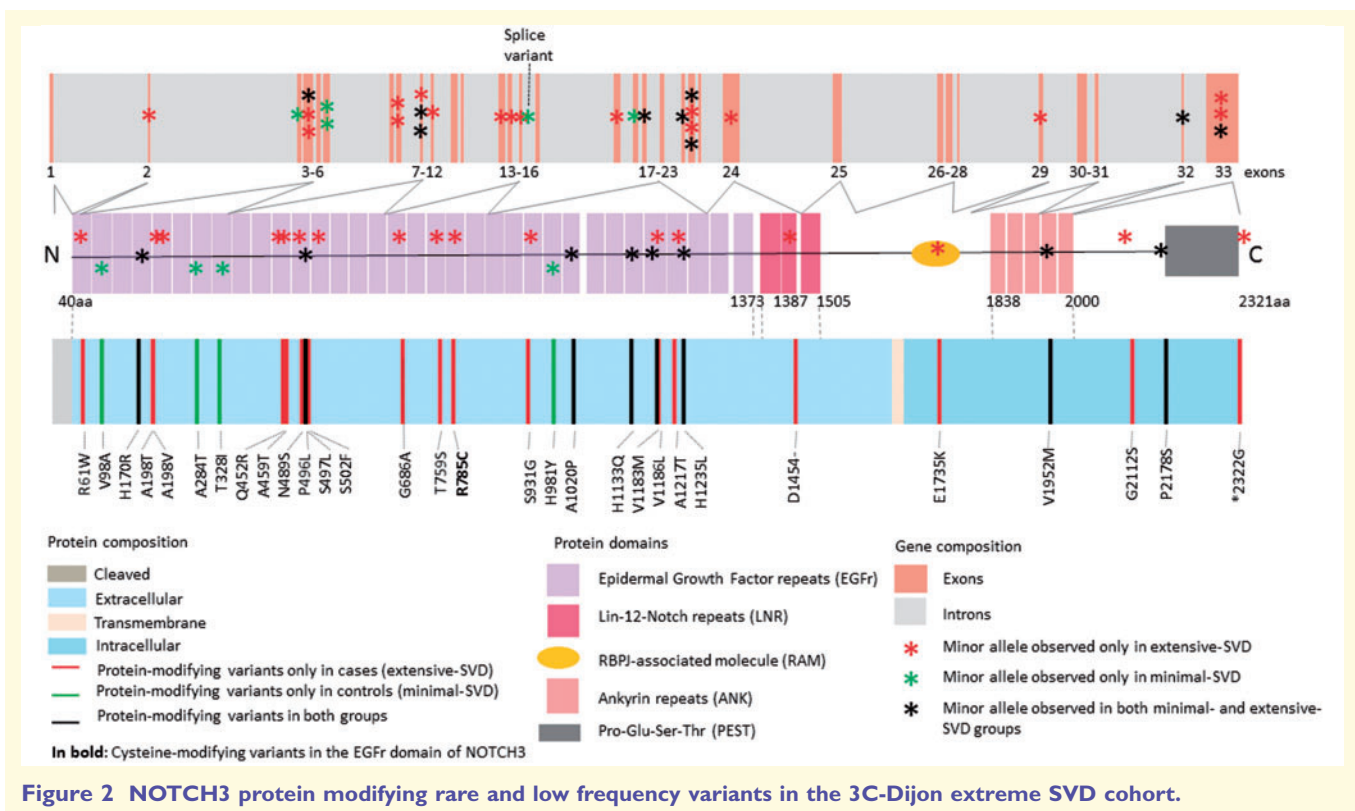 Splice
variant
1 2 3-6 7-12 13-16 17-23 24 25 26-28 29 30-31 32 33 exons
N C
40aa 1373 1387 1505 1838 2000 2321aa
R61W
V98A
H170R
A198T
A198V
A284T
T328I
Q452R
A459T
N489S
P496L
S497L
S502F
G686A
T759S
R785C
S931G
H981Y
A1020P
H1133Q
V1183M
V1186L
A1217T
H1235L
D1454-
E1735K
V1952M
G2112S
P2178S
*2322G
Protein composition
Cleaved
Extracellular
Transmembrane
Intracellular
Protein-modifying variants only in cases (extensive-SVD)
Protein-modifying variants only in controls (minimal-SVD)
Protein-modifying variants in both groups
In bold: Cysteine-modifying variants in the EGFr domain of NOTCH3
Protein domains
Epidermal Growth Factor repeats (EGFr)
Lin-12-Notch repeats (LNR)
RBPJ-associated molecule (RAM)
Ankyrin repeats (ANK)
Pro-Glu-Ser-Thr (PEST)
Gene composition
Exons
Introns
Minor allele observed only in extensive-SVD
Minor allele observed only in minimal-SVD
Minor allele observed in both minimal- and extensive-
SVD groups
Figure 2 NOTCH3 protein modifying rare and low frequency variants in the 3C-Dijon extreme SVD cohort.